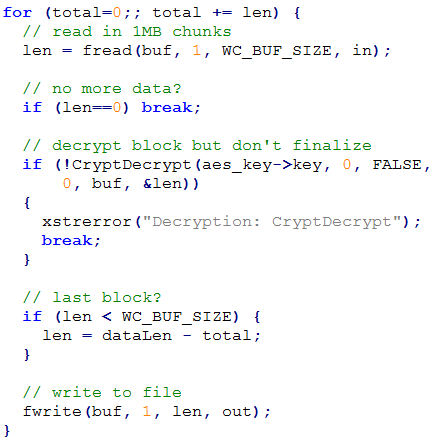 for (total=0;; total += len) {
  // read in 1MB chunks
  len = fread(buf, 1, WC_BUF_SIZE, in);

  // no more data?
  if (len==0) break;

  // decrypt block but don't finalize
  if (!CryptDecrypt(aes_key->key, 0, FALSE,
      0, buf, &len))
  {
    xstrerror("Decryption: CryptDecrypt");
    break;
  }

  // last block?
  if (len < WC_BUF_SIZE) {
    len = dataLen - total;
  }

  // write to file
  fwrite(buf, 1, len, out);
}